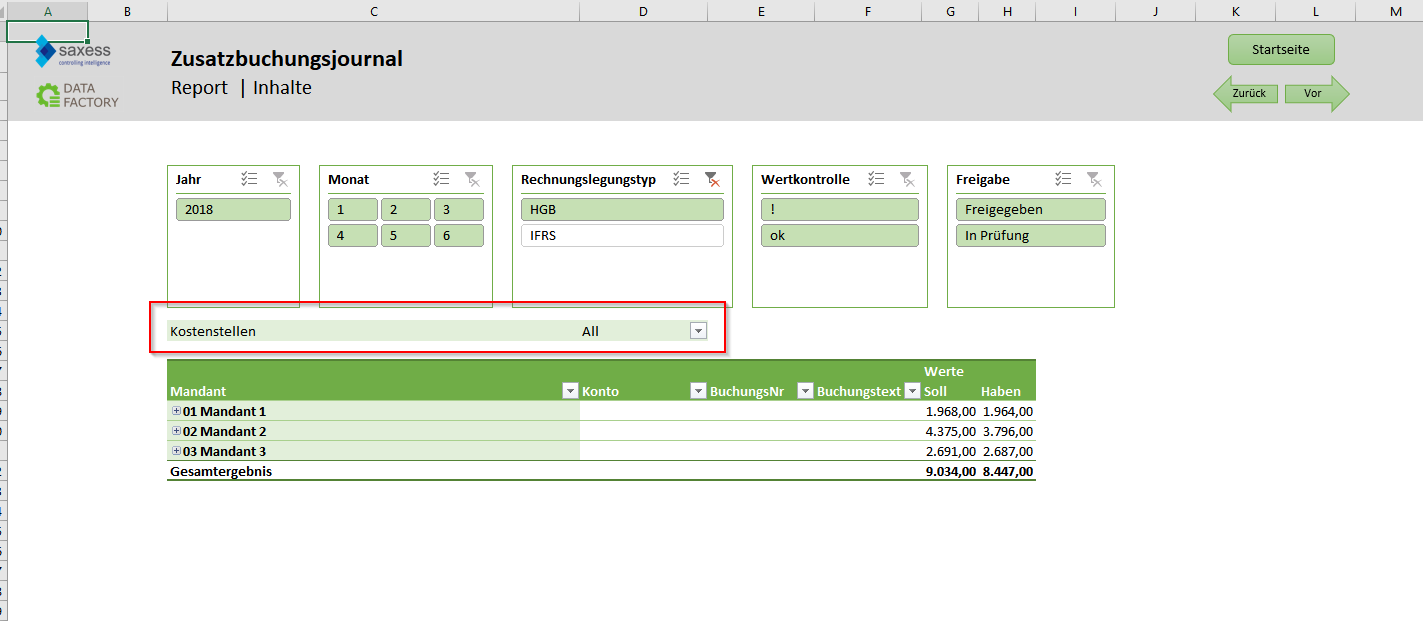 A B C D E F G H I J K L M
saxess
controlling intelligence
DATA
FACTORY
Zusatzbuchungsjournal
Report | Inhalte
Startseite
Zurück Vor
Jahr
2018
Monat
1 2 3
4 5 6
Rechnungslegungstyp
HGB
IFRS
Wertkontrolle
!
ok
Freigabe
Freigegeben
In Prüfung
Kostenstellen All
Werte
Mandant Konto BuchungsNr Buchungstext Soll Haben
01 Mandant 1 1.968,00 1.964,00
02 Mandant 2 4.375,00 3.796,00
03 Mandant 3 2.691,00 2.687,00
Gesamtergebnis 9.034,00 8.447,00